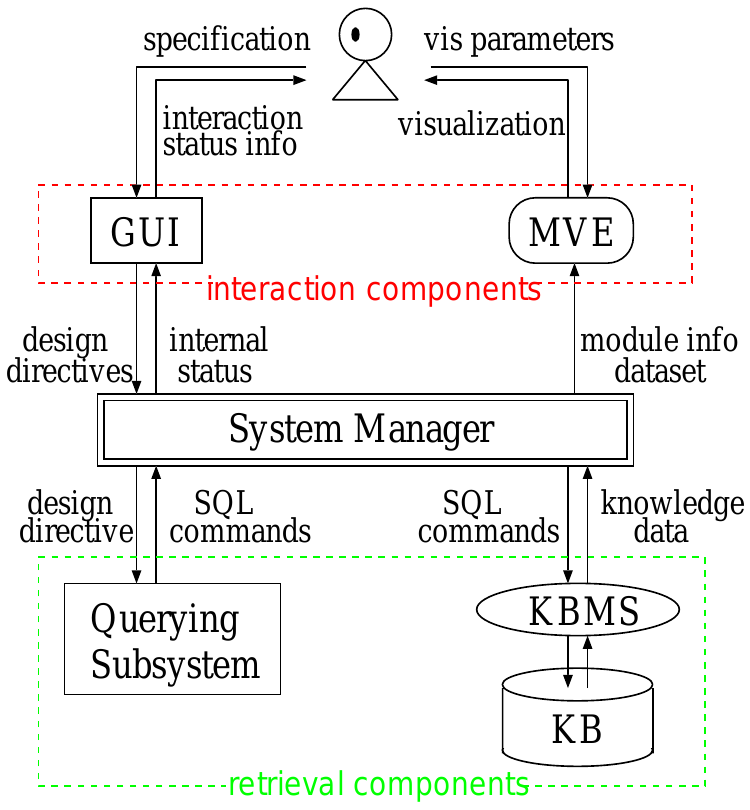 specification
vis parameters
interaction
status info
visualization
GUI
MVE
interaction components
design
directives
internal
status
module info
dataset
System Manager
design
directive
SQL
commands
SQL
commands
knowledge
data
Querying
Subsystem
KBMS
KB
retrieval components